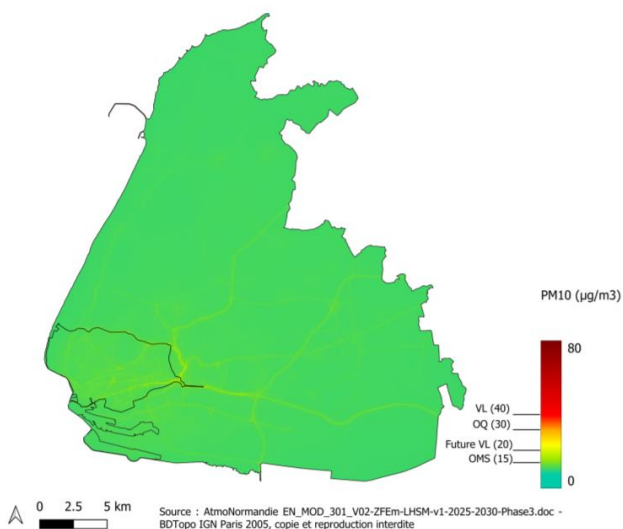 PM10 (µg/m3)
80
VL (40)
OQ (30)
Future VL (20)
OMS (15)
0
0 2.5 5 km
Source : AtmoNormandie EN_MOD_301_V02-ZFEm-LHSM-v1-2025-2030-Phase3.doc -
BDTopo IGN Paris 2005, copie et reproduction interdite